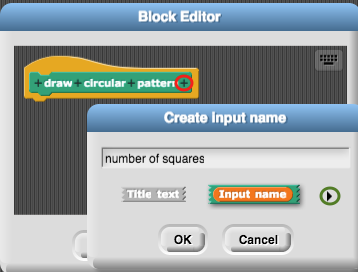 Block Editor
+draw+circular+pattern+
Create input name
number of squares
Title text
Input name
OK
Cancel